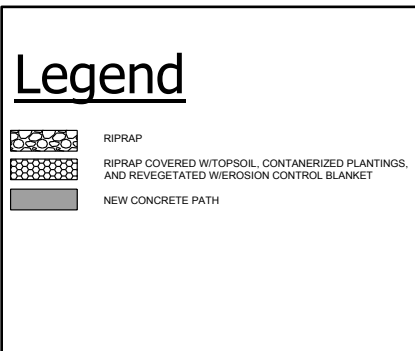 Legend
RIPRAP
RIPRAP COVERED W/TOPSOIL, CONTANERIZED PLANTINGS,
AND REVEGETATED W/EROSION CONTROL BLANKET
NEW CONCRETE PATH